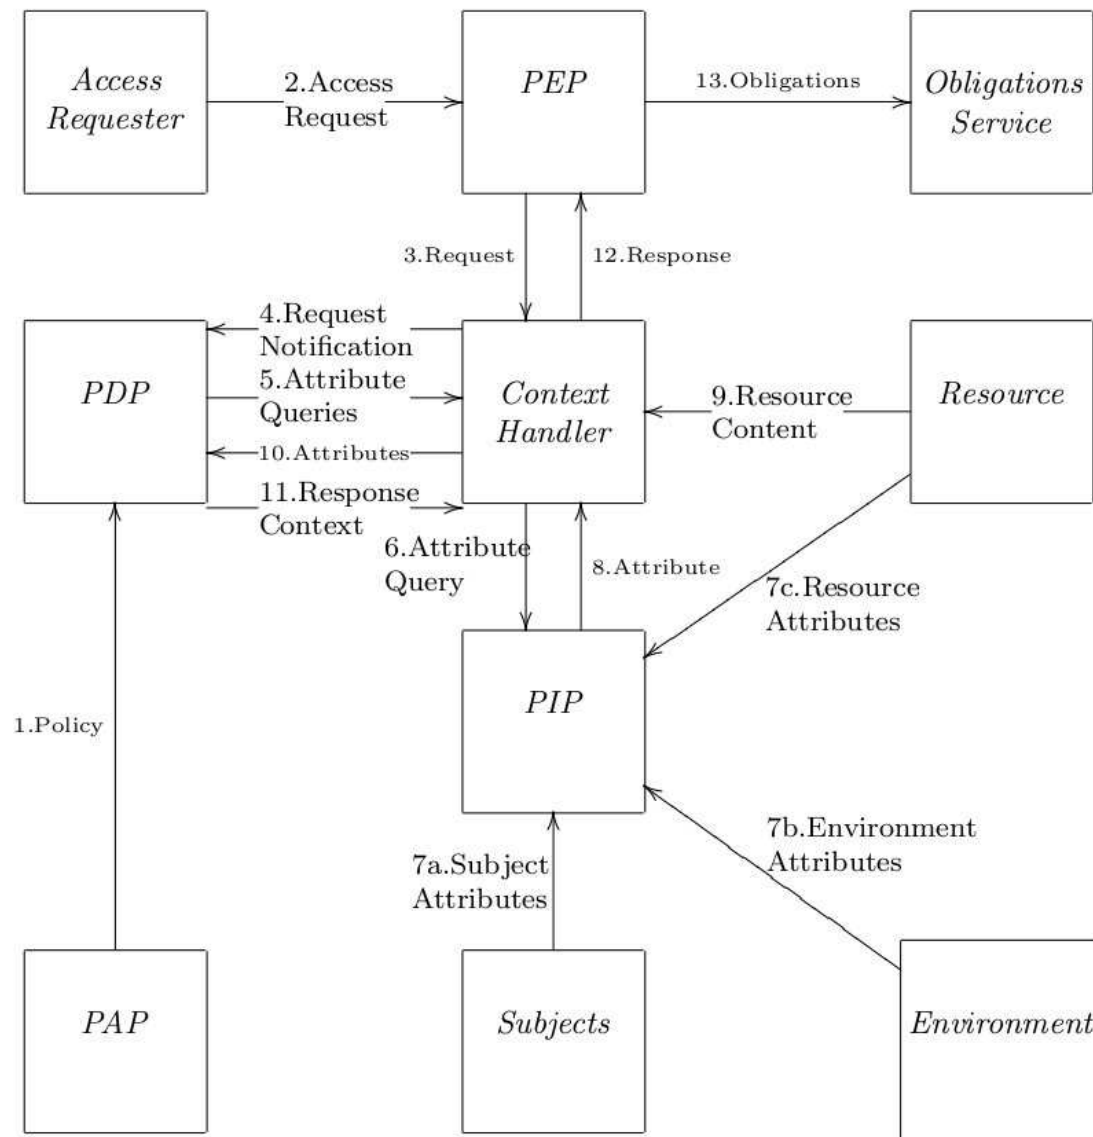 Access
Requester
2.Access
Request
PEP
13.Obligations
Obligations
Service
3.Request
12.Response
PDP
4.Request
Notification
5.Attribute
Queries
10.Attributes
11.Response
Context
Context
Handler
9.Resource
Content
Resource
6.Attribute
Query
8.Attribute
7c.Resource
Attributes
1.Policy
PIP
7a.Subject
Attributes
7b.Environment
Attributes
PAP
Subjects
Environment